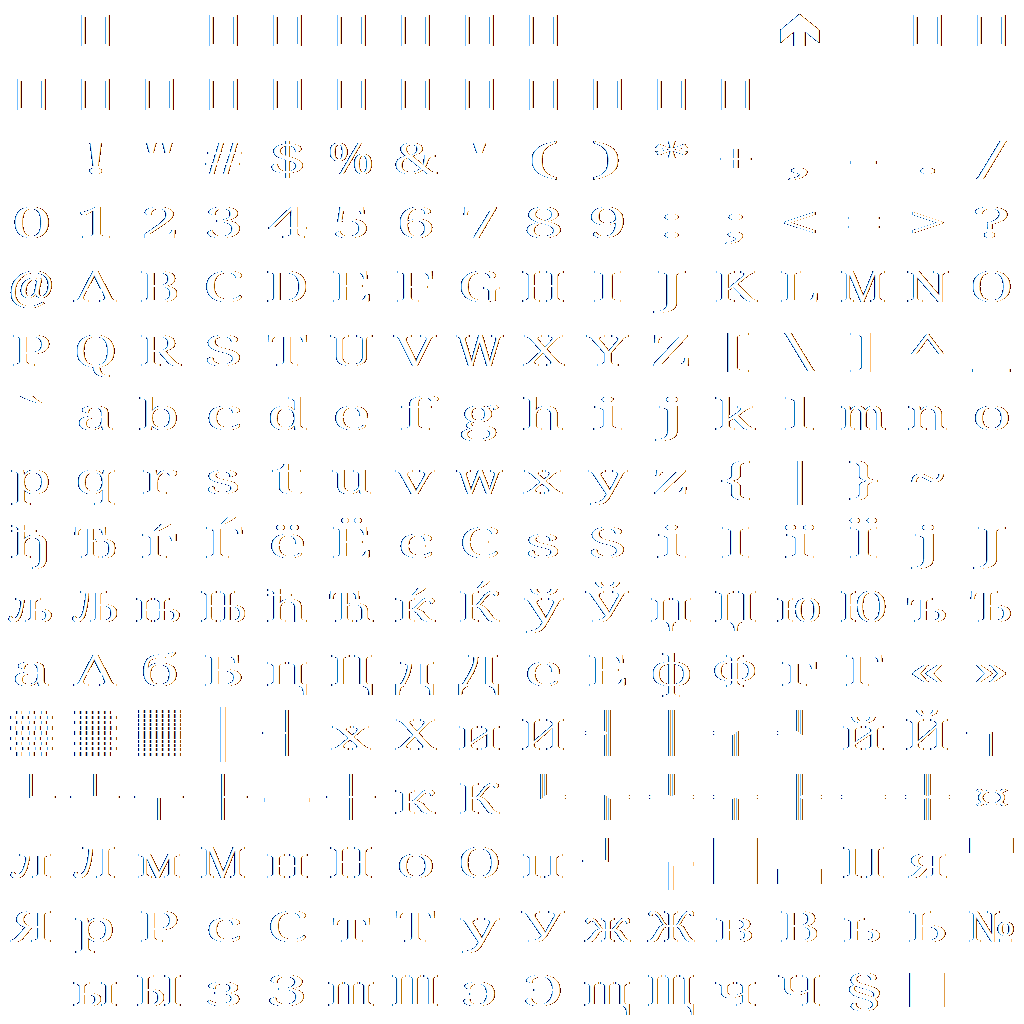 ! " # $ % & ' ( ) * + , - . /
0 1 2 3 4 5 6 7 8 9 : ; < = > ?
@ A B C D E F G H I J K L M N O
P Q R S T U V W X Y Z [ \ ] ^ _
` a b c d e f g h i j k l m n o
p q r s t u v w x y z { | } ~
ђ Ђ ѓ Ѓ ё Ё є Є ѕ Ѕ і І ї Ї ј Ј
љ Љ њ Њ ћ Ћ ќ Ќ ў Ў џ Џ ю Ю ъ Ъ
а А б Б ц Ц д Д е Е ф Ф г Г « »
░ ▒ ▓ │ ┤ х Х и И ╣ ║ ╗ ╝ й Й ┐
└ ┴ ┬ ├ ─ ┼ к К ╚ ╔ ╩ ╦ ╠ ═ ╬ ¤
л Л м М н Н о О п ┘ ┌ █ ▄ П я ▀
Я р Р с С т Т у У ж Ж в В ь Ь №
ы Ы з З ш Ш э Э щ Щ ч Ч § ■